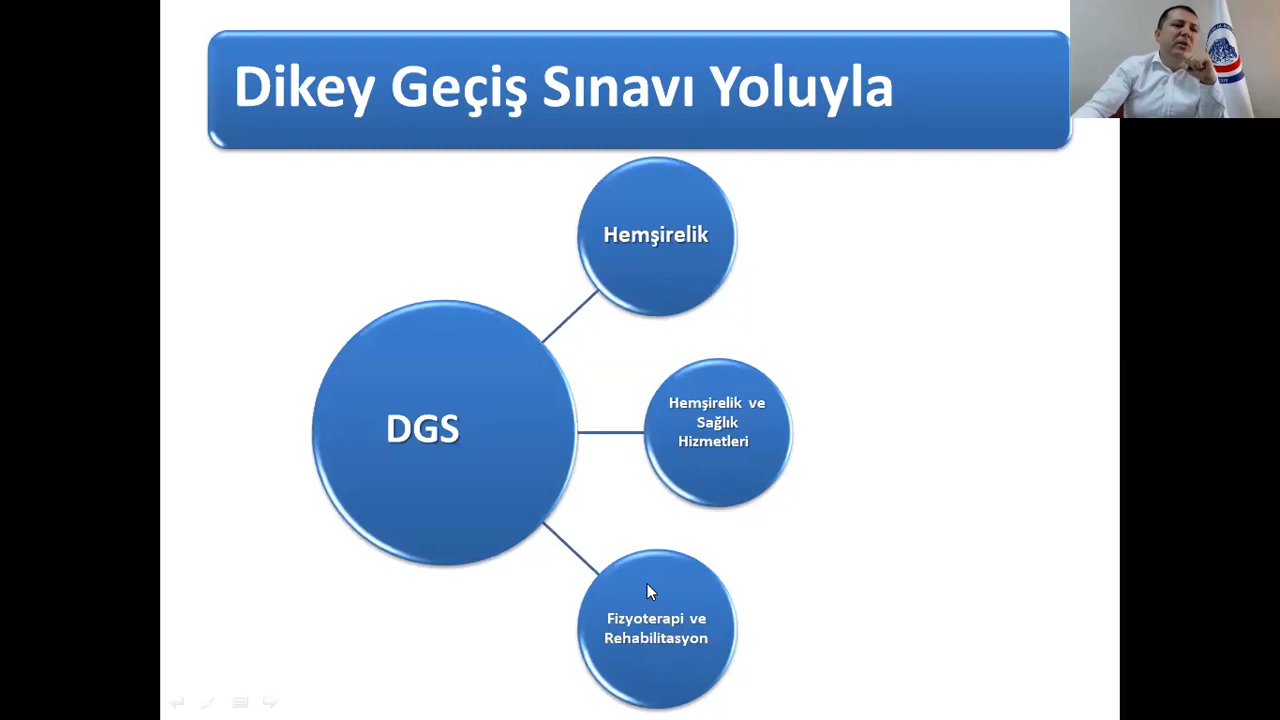 Dikey Geçiş Sınavı Yoluyla
Hemşirelik
DGS
Hemşirelik ve
Sağlık
Hizmetleri
Fizyoterapi ve
Rehabilitasyon